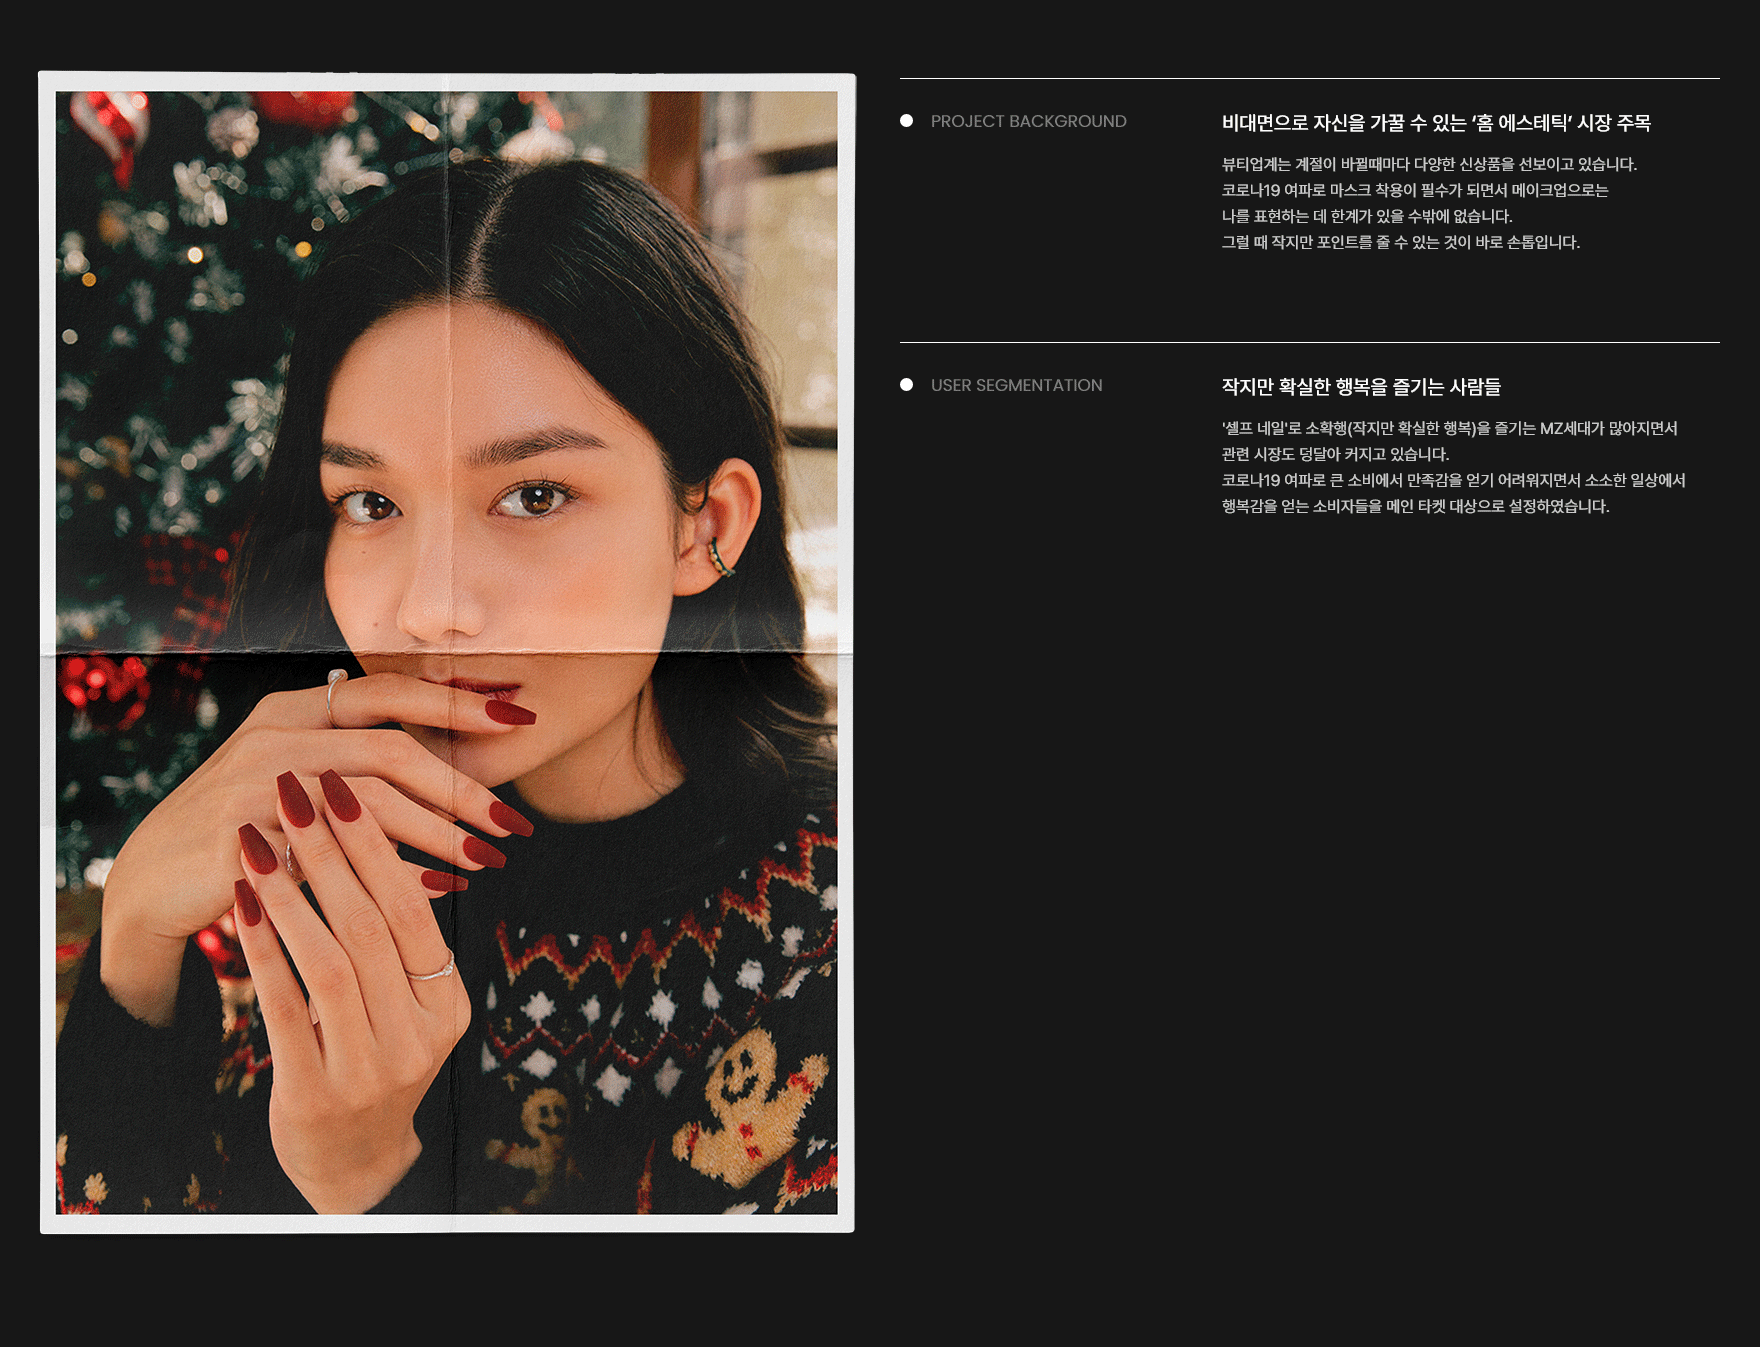 PROJECT BACKGROUND
비대면으로 자신을 가꿀 수 있는 ‘홈 에스테틱’ 시장 주목
뷰티업계는 계절이 바뀔때마다 다양한 신상품을 선보이고 있습니다.
코로나19 여파로 마스크 착용이 필수가 되면서 메이크업으로는
나를 표현하는 데 한계가 있을 수밖에 없습니다.
그럴 때 작지만 포인트를 줄 수 있는 것이 바로 손톱입니다.
USER SEGMENTATION
작지만 확실한 행복을 즐기는 사람들
'셀프 네일'로 소확행(작지만 확실한 행복)을 즐기는 MZ세대가 많아지면서
관련 시장도 덩달아 커지고 있습니다.
코로나19 여파로 큰 소비에서 만족감을 얻기 어려워지면서 소소한 일상에서
행복감을 얻는 소비자들을 메인 타켓 대상으로 설정하였습니다.